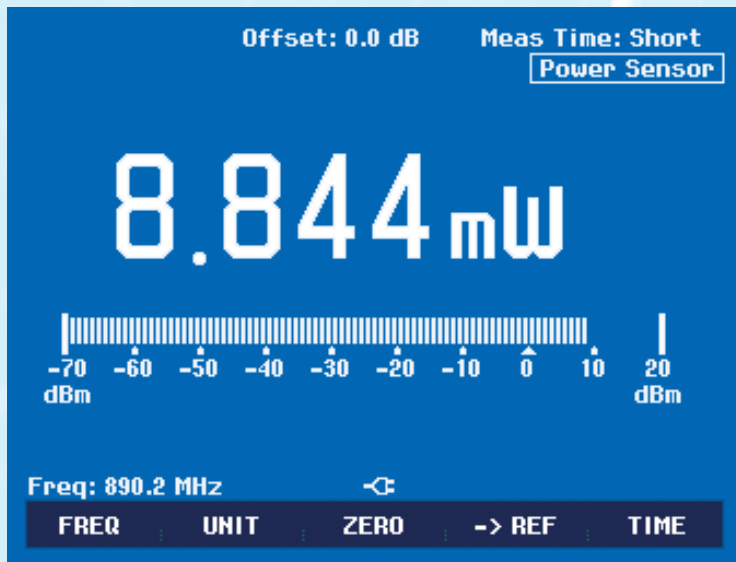 Offset: 0.0 dB Meas Time: Short
Power Sensor
8.844 mW
-70 -60 -50 -40 -30 -20 -10 0 10 20
dBm dBm
Freq: 890.2 MHz
FREQ UNIT ZERO -> REF TIME